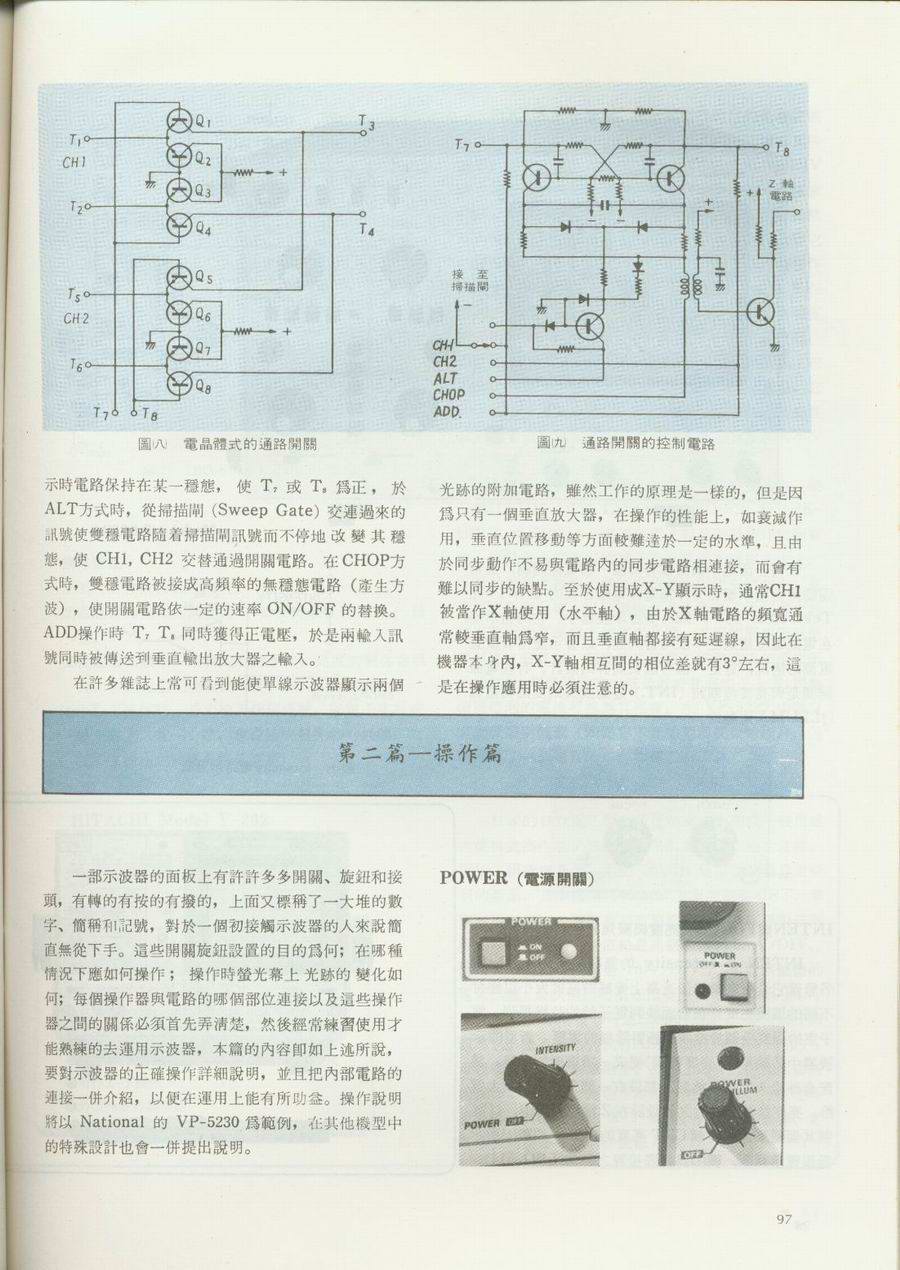 T1
CH1
T2
Q1
Q2
Q3
Q4
+
T3
T4
T5
CH2
T6
Q5
Q6
Q7
Q8
+
T7
T8
T7
T8
Z 軸
電路
+
+
−
−
接 至
掃描閘
−
CH1
CH2
ALT
CHOP
ADD.
圖㈧ 電晶體式的通路開關
圖㈨ 通路開關的控制電路
示時電路保持在某一穩態，使 T₇ 或 T₈ 爲正，於
ALT方式時，從掃描閘 (Sweep Gate) 交連過來的
訊號使雙穩電路隨着掃描閘訊號而不停地改變其穩
態，使 CH1, CH2 交替通過開關電路。在CHOP方
式時，雙穩電路被接成高頻率的無穩態電路（產生方
波），使開關電路依一定的速率 ON/OFF 的替換。
ADD操作時 T₇ T₈ 同時獲得正電壓，於是兩輸入訊
號同時被傳送到垂直輸出放大器之輸入。
在許多雜誌上常可看到能使單線示波器顯示兩個
光跡的附加電路，雖然工作的原理是一樣的，但是因
爲只有一個垂直放大器，在操作的性能上，如衰減作
用，垂直位置移動等方面較難達於一定的水準，且由
於同步動作不易與電路內的同步電路相連接，而會有
難以同步的缺點。至於使用成X-Y顯示時，通常CH1
被當作X軸使用（水平軸），由於X軸電路的頻寬通
常較垂直軸爲窄，而且垂直軸都接有延遲線，因此在
機器本身內，X-Y軸相互間的相位差就有3°左右，這
是在操作應用時必須注意的。
第二篇—操作篇
一部示波器的面板上有許許多多開關、旋鈕和接
頭，有轉的有按的有撥的，上面又標稱了一大堆的數
字、簡稱和記號，對於一個初接觸示波器的人來說簡
直無從下手。這些開關旋鈕設置的目的爲何；在哪種
情況下應如何操作；操作時螢光幕上光跡的變化如
何；每個操作器與電路的哪個部位連接以及這些操作
器之間的關係必須首先弄清楚，然後經常練習使用才
能熟練的去運用示波器，本篇的內容卽如上述所說，
要對示波器的正確操作詳細說明，並且把內部電路的
連接一併介紹，以便在運用上能有所助益。操作說明
將以 National 的 VP-5230 爲範例，在其他機型中
的特殊設計也會一併提出說明。
POWER（電源開關）
POWER
ON
OFF
POWER
OFF ON
INTENSITY
POWER OFF
POWER
ILLUM
OFF
97